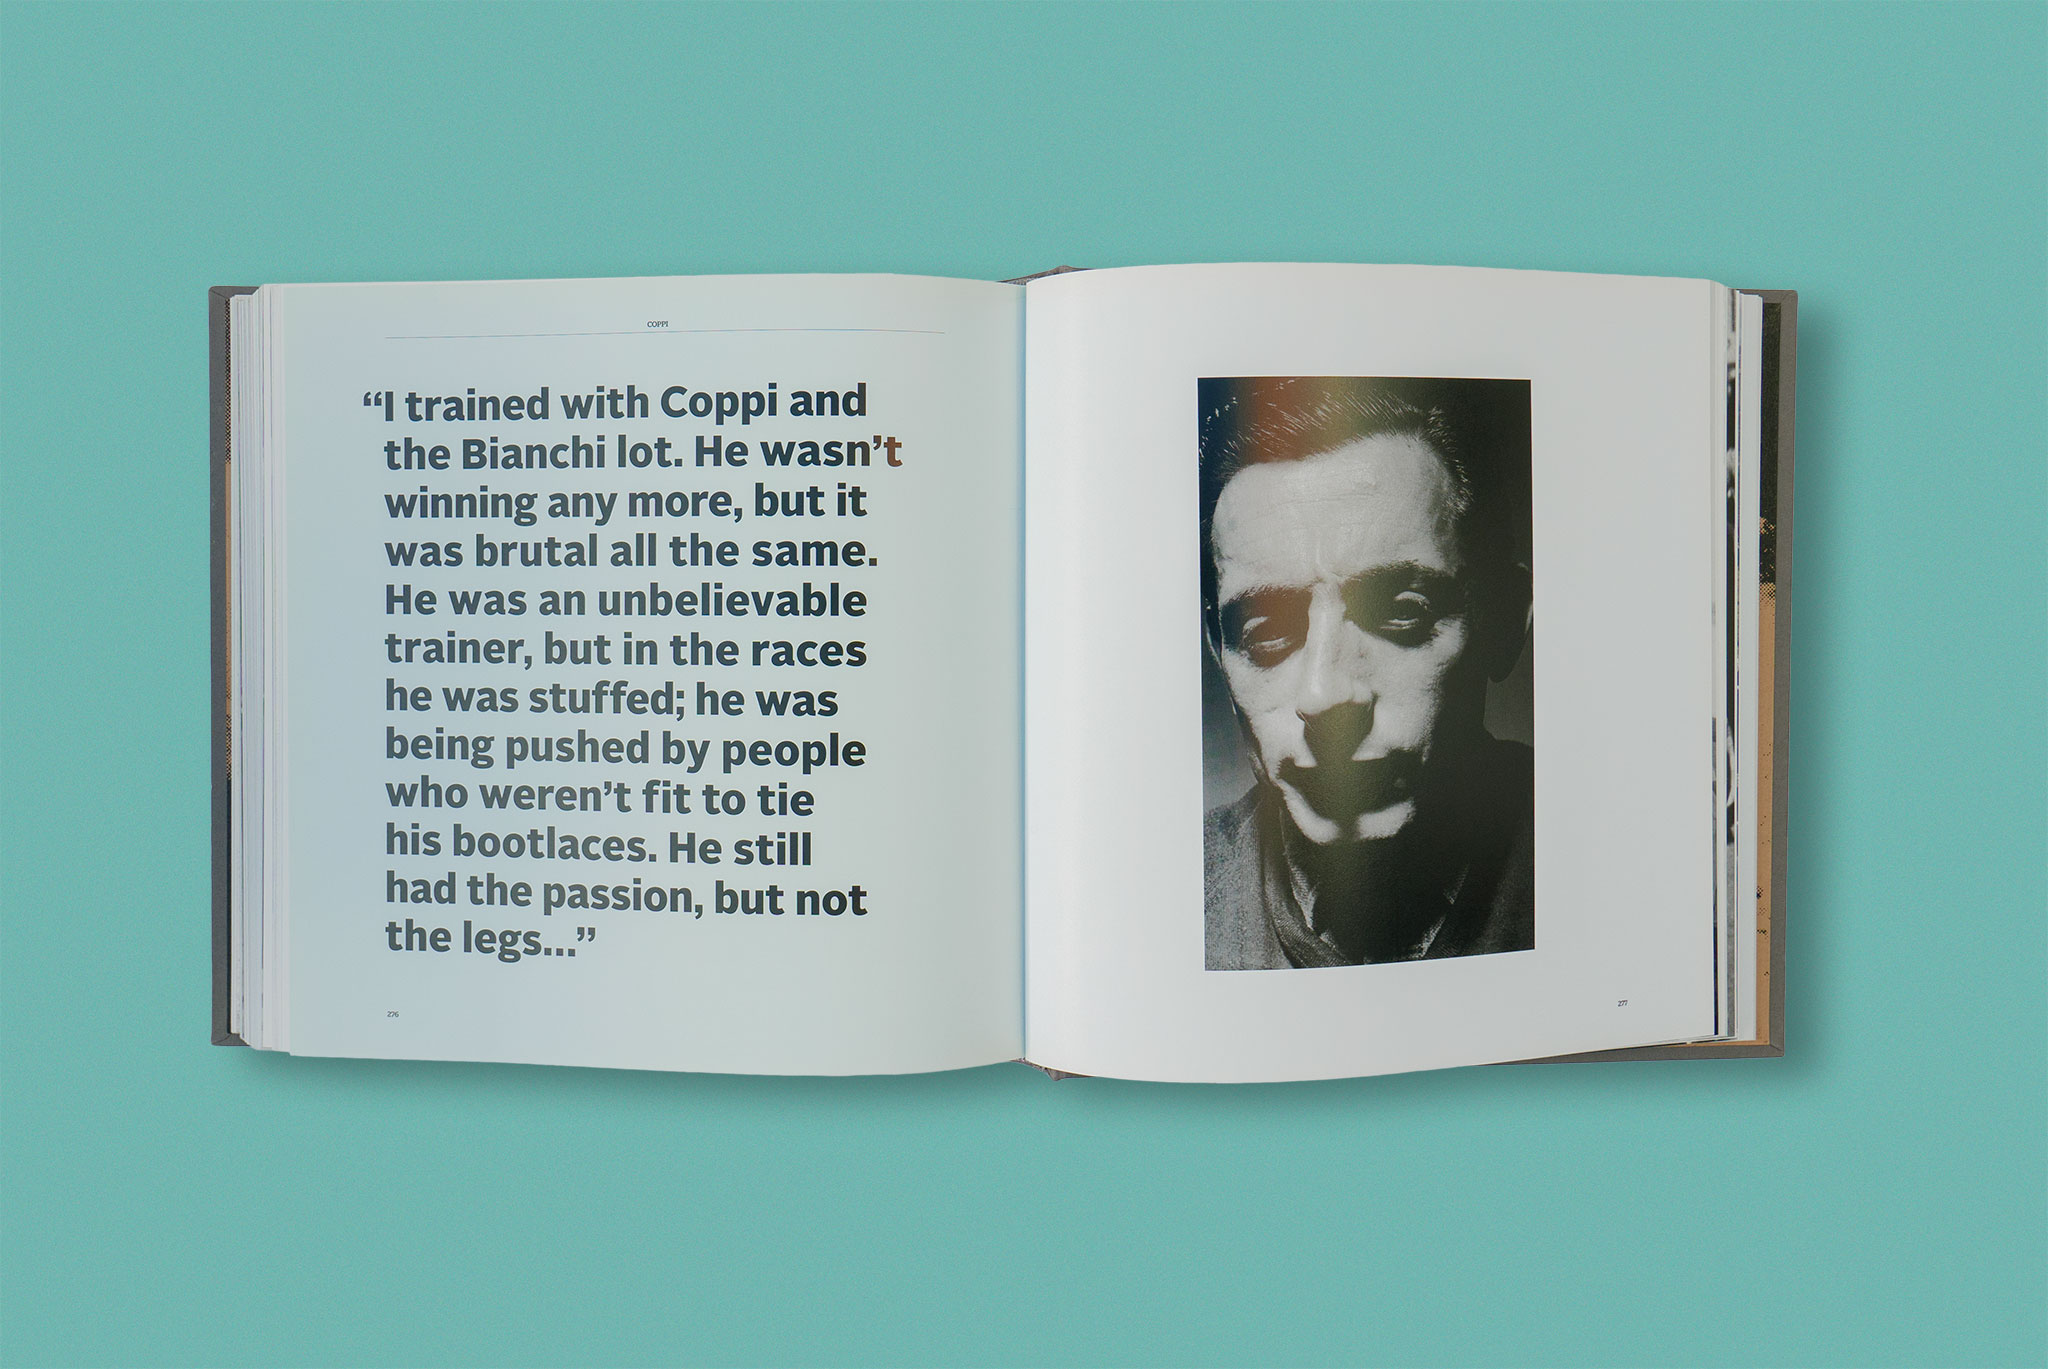 COPPI
“I trained with Coppi and
the Bianchi lot. He wasn’t
winning any more, but it
was brutal all the same.
He was an unbelievable
trainer, but in the races
he was stuffed; he was
being pushed by people
who weren’t fit to tie
his bootlaces. He still
had the passion, but not
the legs...”
276
277